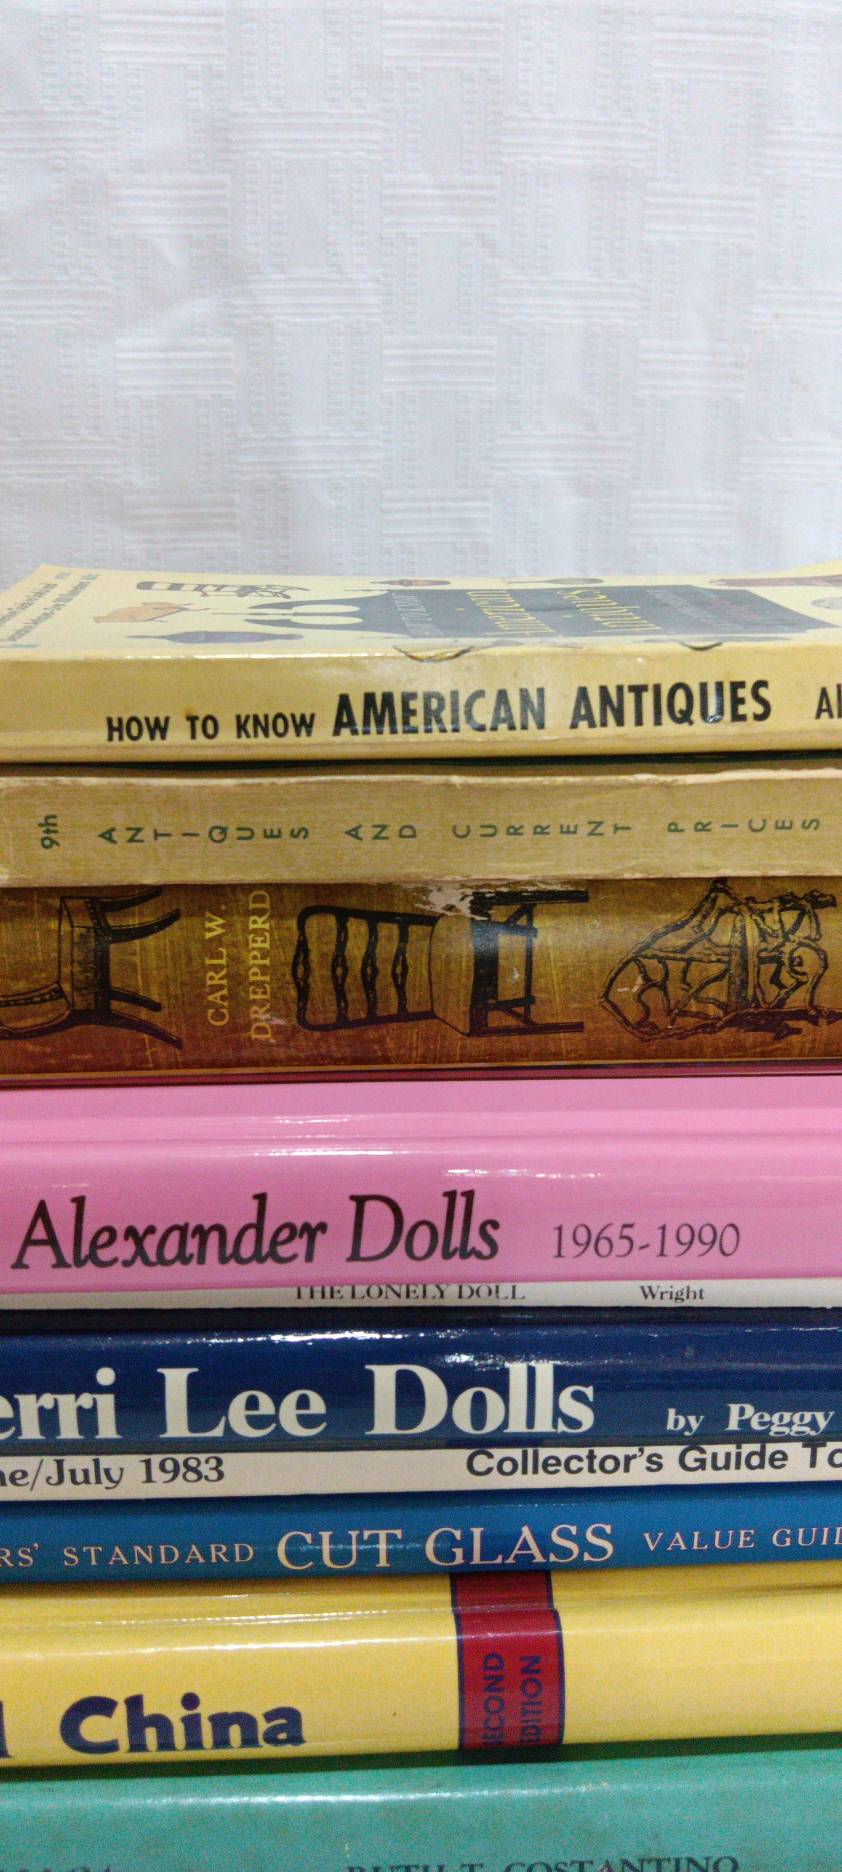 HOW TO KNOW AMERICAN ANTIQUES Al
9th ANTIQUES AND CURRENT PRICES
CARL W.
DREPPERD
Alexander Dolls 1965-1990
THE LONELY DOLL Wright
erri Lee Dolls by Peggy
ne/July 1983 Collector's Guide To
RS' STANDARD CUT GLASS VALUE GUID
China
SECOND
EDITION
RUTH T. COSTANTINO